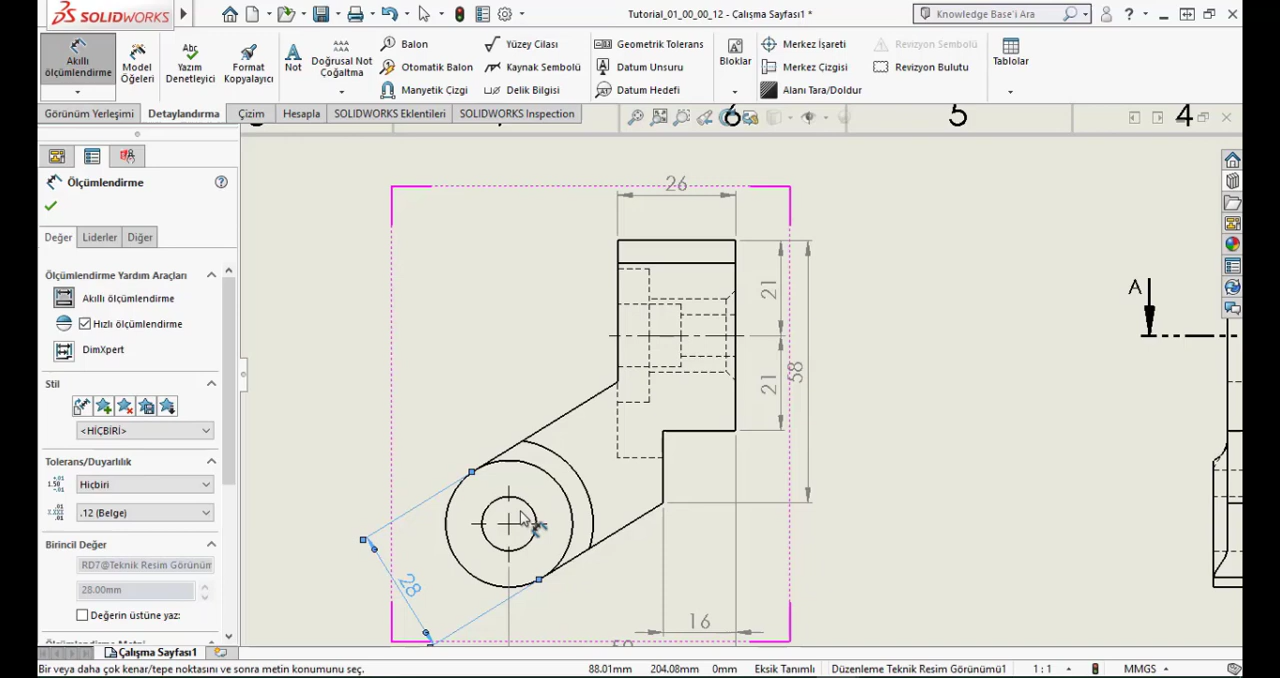 SOLIDWORKS
Tutorial_01_00_00_12 - Çalışma Sayfası1 *
Knowledge Base'i Ara
?
Akıllı ölçümlendirme
Model Öğeleri
Yazım Denetleyici
Format Kopyalayıcı
Not
Doğrusal Not Çoğaltma
Balon
Otomatik Balon
Manyetik Çizgi
Yüzey Cilası
Kaynak Sembolü
Delik Bilgisi
Geometrik Tolerans
Datum Unsuru
Datum Hedefi
Bloklar
Merkez İşareti
Merkez Çizgisi
Alanı Tara/Doldur
Revizyon Sembolü
Revizyon Bulutu
Tablolar
Görünüm Yerleşimi
Detaylandırma
Çizim
Hesapla
SOLIDWORKS Eklentileri
SOLIDWORKS Inspection
6
5
4
Ölçümlendirme
Değer
Liderler
Diğer
Ölçümlendirme Yardım Araçları
Akıllı ölçümlendirme
Hızlı ölçümlendirme
DimXpert
Stil
<HİÇBİRİ>
Tolerans/Duyarlılık
Hiçbiri
.12 (Belge)
Birincil Değer
RD7@Teknik Resim Görünüm
28.00mm
Değerin üstüne yaz:
26
21
21
58
28
16
A
Çalışma Sayfası1
Bir veya daha çok kenar/tepe noktasını ve sonra metin konumunu seç.
88.01mm
204.08mm
0mm
Eksik Tanımlı
Düzenleme Teknik Resim Görünümü1
1 : 1
MMGS